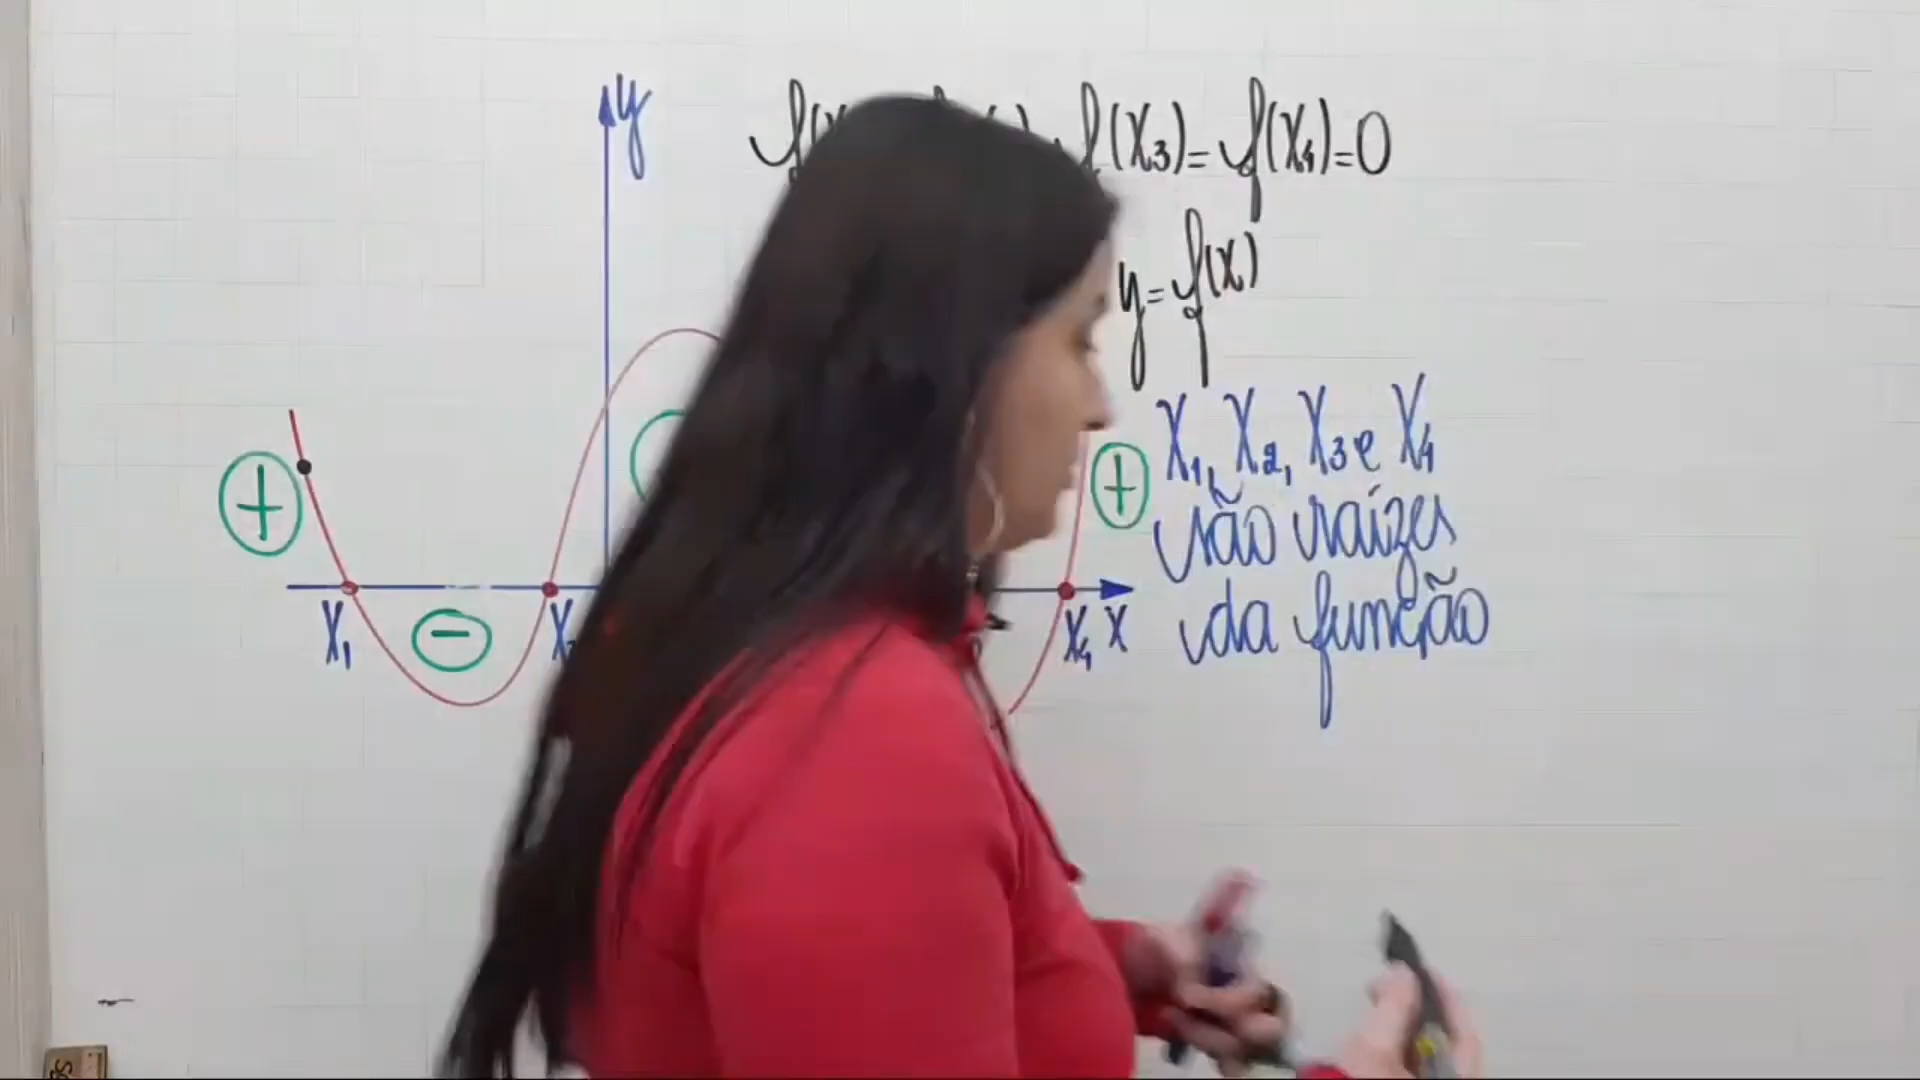 y
f(x₃)=f(x₄)=0
y=f(x)
+
+
x₁, x₂, x₃ e x₄
são raízes
da função
x₁
−
x₄
x